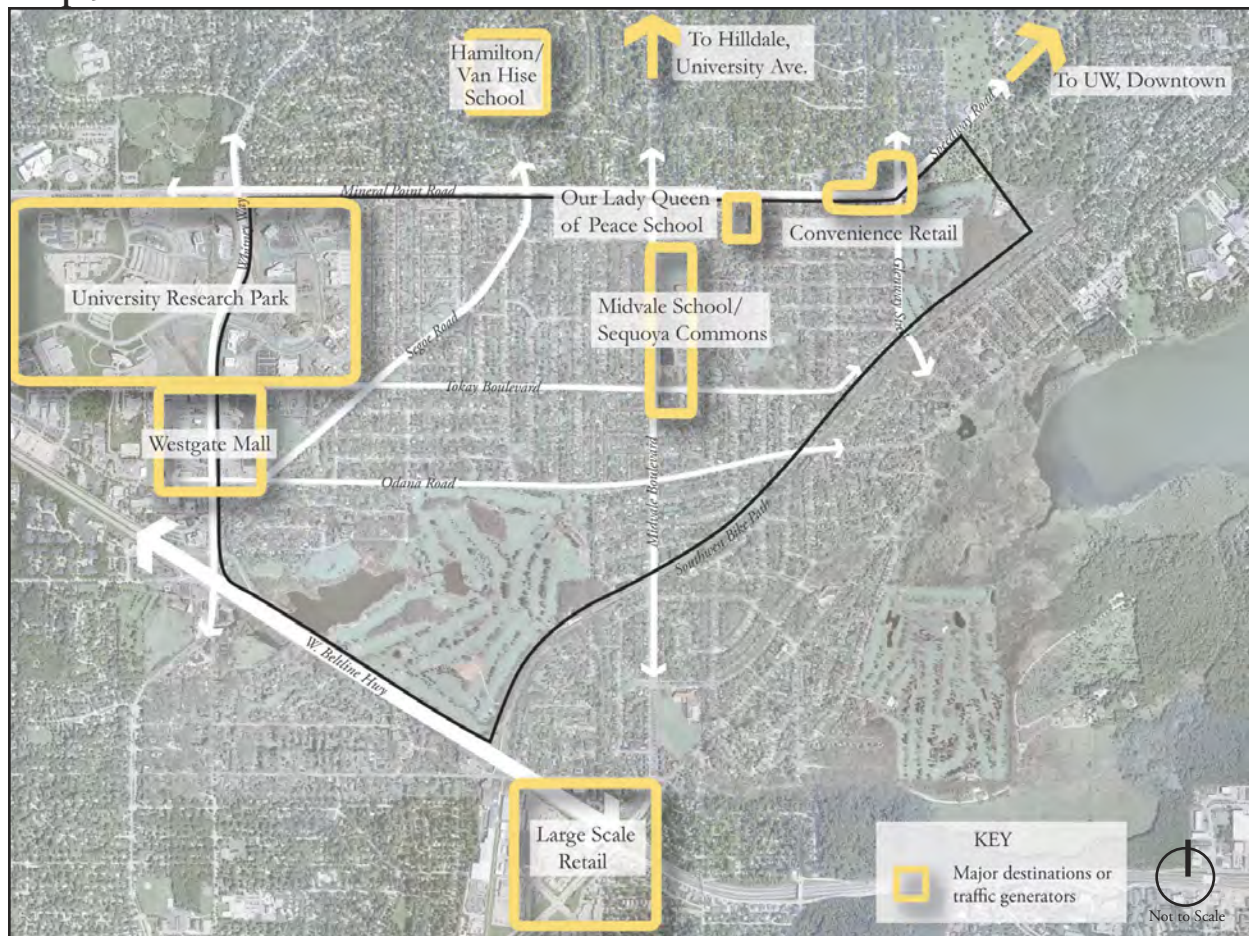 Hamilton/
Van Hise
School
To Hilldale,
University Ave.
To UW, Downtown
Speedway Road
Mineral Point Road
Our Lady Queen
of Peace School
Convenience Retail
Whitney Way
University Research Park
Segoe Road
Midvale School/
Sequoya Commons
Glenway Str
Tokay Boulevard
Westgate Mall
Odana Road
Midvale Boulevard
Southwest Bike Path
W. Beltline Hwy
Large Scale
Retail
KEY
Major destinations or
traffic generators
Not to Scale